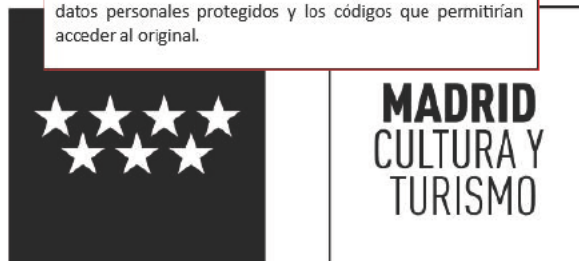 datos personales protegidos y los códigos que permitirían
acceder al original.
MADRID
CULTURA Y
TURISMO